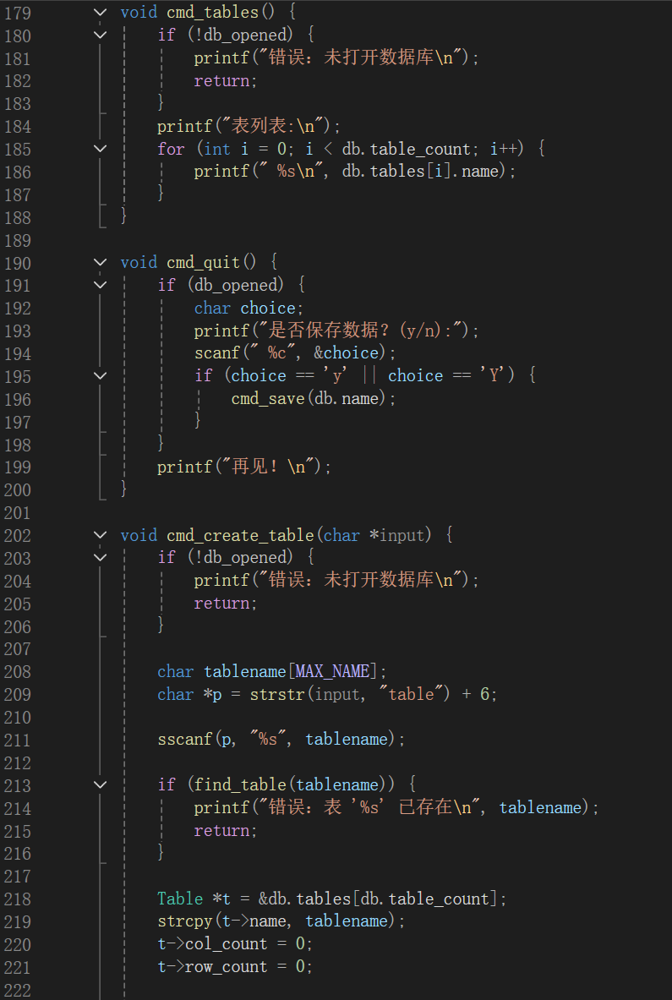 179 void cmd_tables() {
180     if (!db_opened) {
181         printf("错误：未打开数据库\n");
182         return;
183     }
184     printf("表列表:\n");
185     for (int i = 0; i < db.table_count; i++) {
186         printf(" %s\n", db.tables[i].name);
187     }
188 }
189
190 void cmd_quit() {
191     if (db_opened) {
192         char choice;
193         printf("是否保存数据？(y/n):");
194         scanf(" %c", &choice);
195         if (choice == 'y' || choice == 'Y') {
196             cmd_save(db.name);
197         }
198     }
199     printf("再见！\n");
200 }
201
202 void cmd_create_table(char *input) {
203     if (!db_opened) {
204         printf("错误：未打开数据库\n");
205         return;
206     }
207
208     char tablename[MAX_NAME];
209     char *p = strstr(input, "table") + 6;
210
211     sscanf(p, "%s", tablename);
212
213     if (find_table(tablename)) {
214         printf("错误：表 '%s' 已存在\n", tablename);
215         return;
216     }
217
218     Table *t = &db.tables[db.table_count];
219     strcpy(t->name, tablename);
220     t->col_count = 0;
221     t->row_count = 0;
222